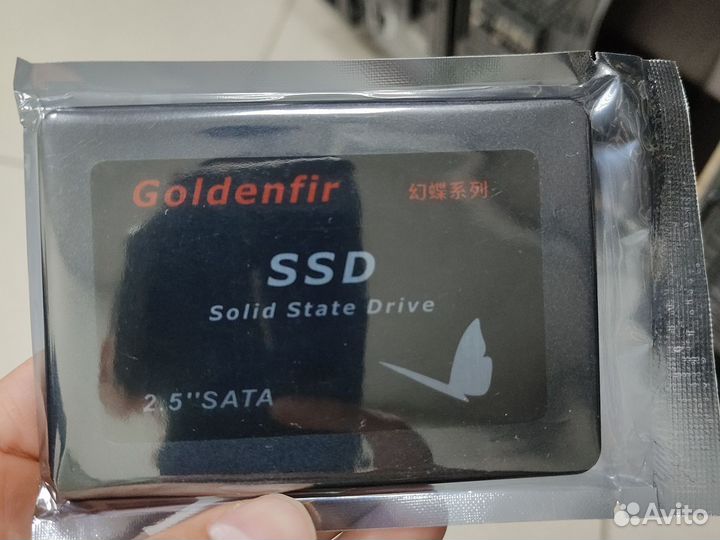 Goldenfir 幻蝶系列
SSD
Solid State Drive
2.5''SATA
Avito